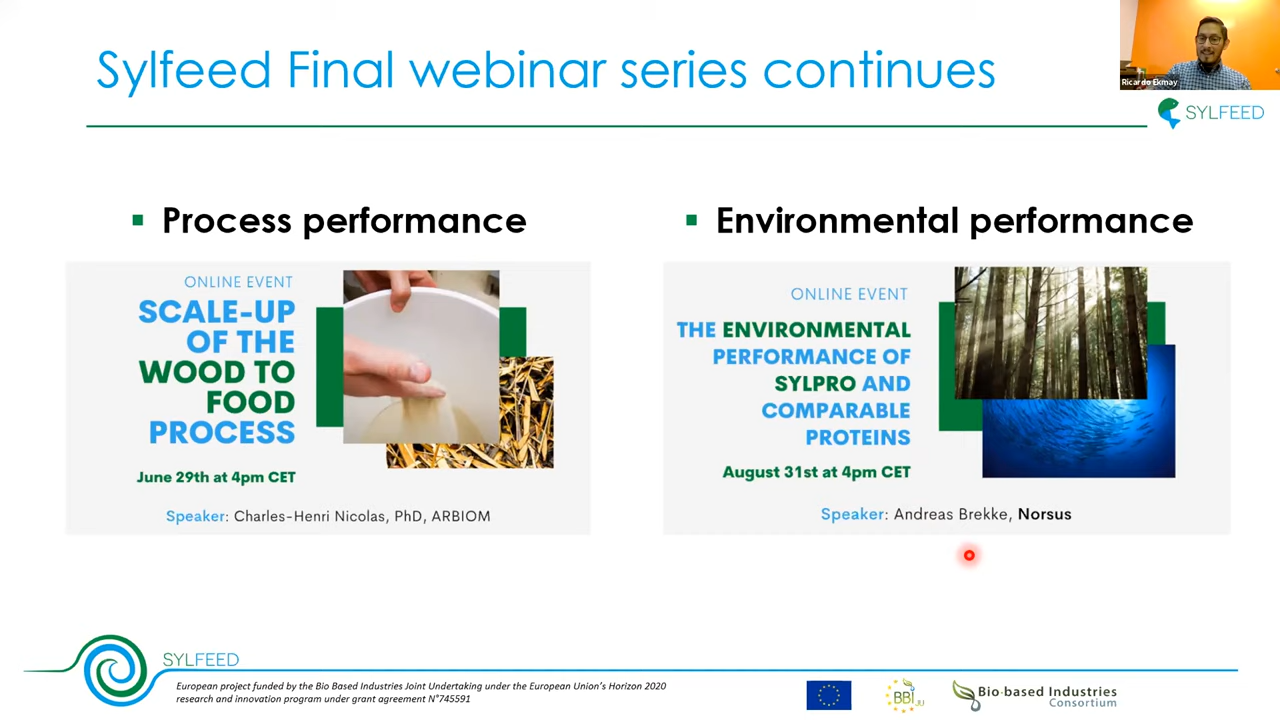 Sylfeed Final webinar series continues
Ricardo Ekmay
SYLFEED
Process performance
ONLINE EVENT
SCALE-UP
OF THE
WOOD TO
FOOD
PROCESS
June 29th at 4pm CET
Speaker: Charles-Henri Nicolas, PhD, ARBIOM
Environmental performance
ONLINE EVENT
THE ENVIRONMENTAL
PERFORMANCE OF
SYLPRO AND
COMPARABLE
PROTEINS
August 31st at 4pm CET
Speaker: Andreas Brekke, Norsus
SYLFEED
European project funded by the Bio Based Industries Joint Undertaking under the European Union's Horizon 2020
research and innovation program under grant agreement N°745591
BBI JU
Bio-based Industries
Consortium